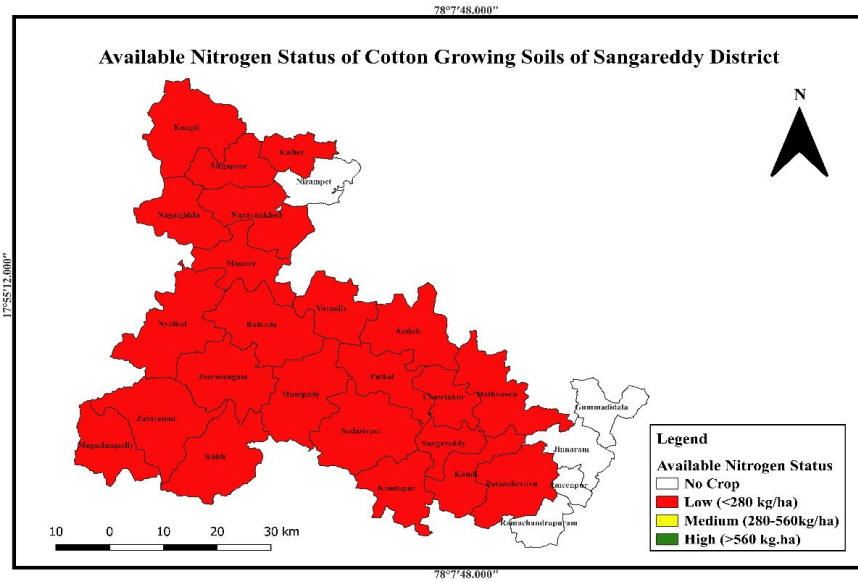 78°7'48.000"
Available Nitrogen Status of Cotton Growing Soils of Sangareddy District
N
Kangti
Kalher
Sirgapoor
Nizampet
Nagalgidda
Narayankhed
Manoor
17°55'12.000"
Vatpally
Nyalkal
Raikode
Andole
Jharasangam
Pulkal
Munipally
Chowtakur
Hathnoora
Gummadidala
Zahirabad
Sadasivpet
Mogudampally
Sangareddy
Jinnaram
Kohir
Kandi
Patancheruvu
Ameenpur
Kondapur
Ramachandrapuram
Legend
Available Nitrogen Status
No Crop
Low (<280 kg/ha)
Medium (280-560kg/ha)
High (>560 kg.ha)
10 0 10 20 30 km
78°7'48.000"